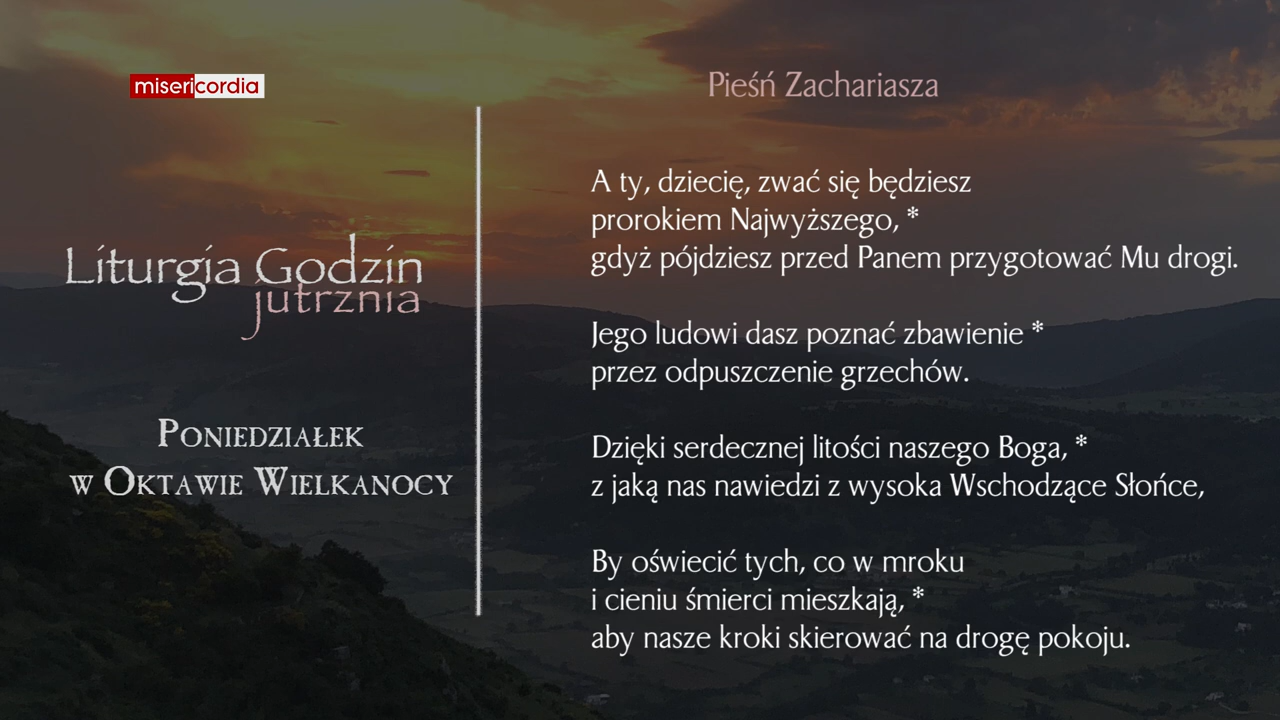 misericordia
Liturgia Godzin
jutrznia
Poniedziałek
w Oktawie Wielkanocy
Pieśń Zachariasza
A ty, dziecię, zwać się będziesz
prorokiem Najwyższego, *
gdyż pójdziesz przed Panem przygotować Mu drogi.
Jego ludowi dasz poznać zbawienie *
przez odpuszczenie grzechów.
Dzięki serdecznej litości naszego Boga, *
z jaką nas nawiedzi z wysoka Wschodzące Słońce,
By oświecić tych, co w mroku
i cieniu śmierci mieszkają, *
aby nasze kroki skierować na drogę pokoju.